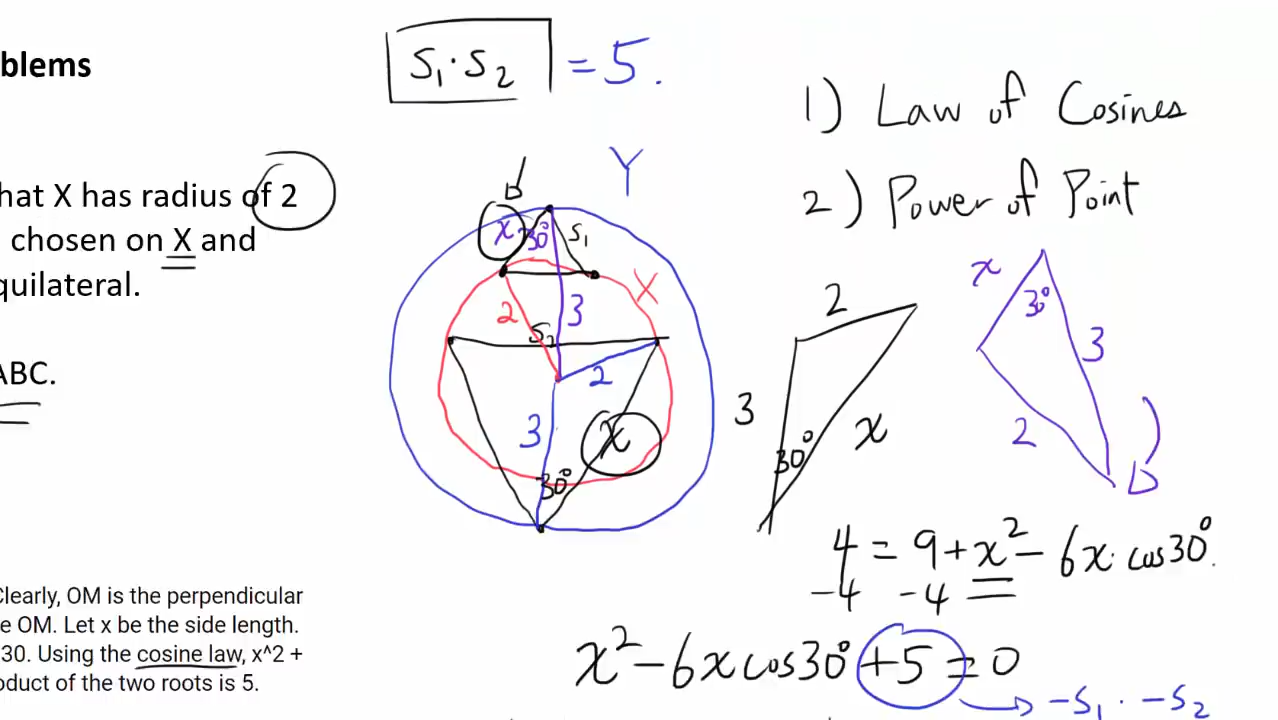 blems
S₁·S₂ = 5.
hat X has radius of 2
chosen on X and
quilateral.
ABC.
Y
x 30° S₁
X
2 3
S₂
2
3
x
30°
1) Law of Cosines
2) Power of Point
2
3
30°
x
x
30°
3
2
4 = 9 + x² - 6x·cos30°.
-4 -4
x² - 6x cos30° + 5 = 0
-S₁ · -S₂
Clearly, OM is the perpendicular
e OM. Let x be the side length.
30. Using the cosine law, x^2 +
oduct of the two roots is 5.